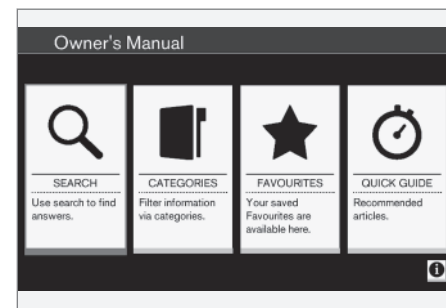 Owner's Manual
SEARCH
Use search to find
answers.
CATEGORIES
Filter information
via categories.
FAVOURITES
Your saved
Favourites are
available here.
QUICK GUIDE
Recommended
articles.
i